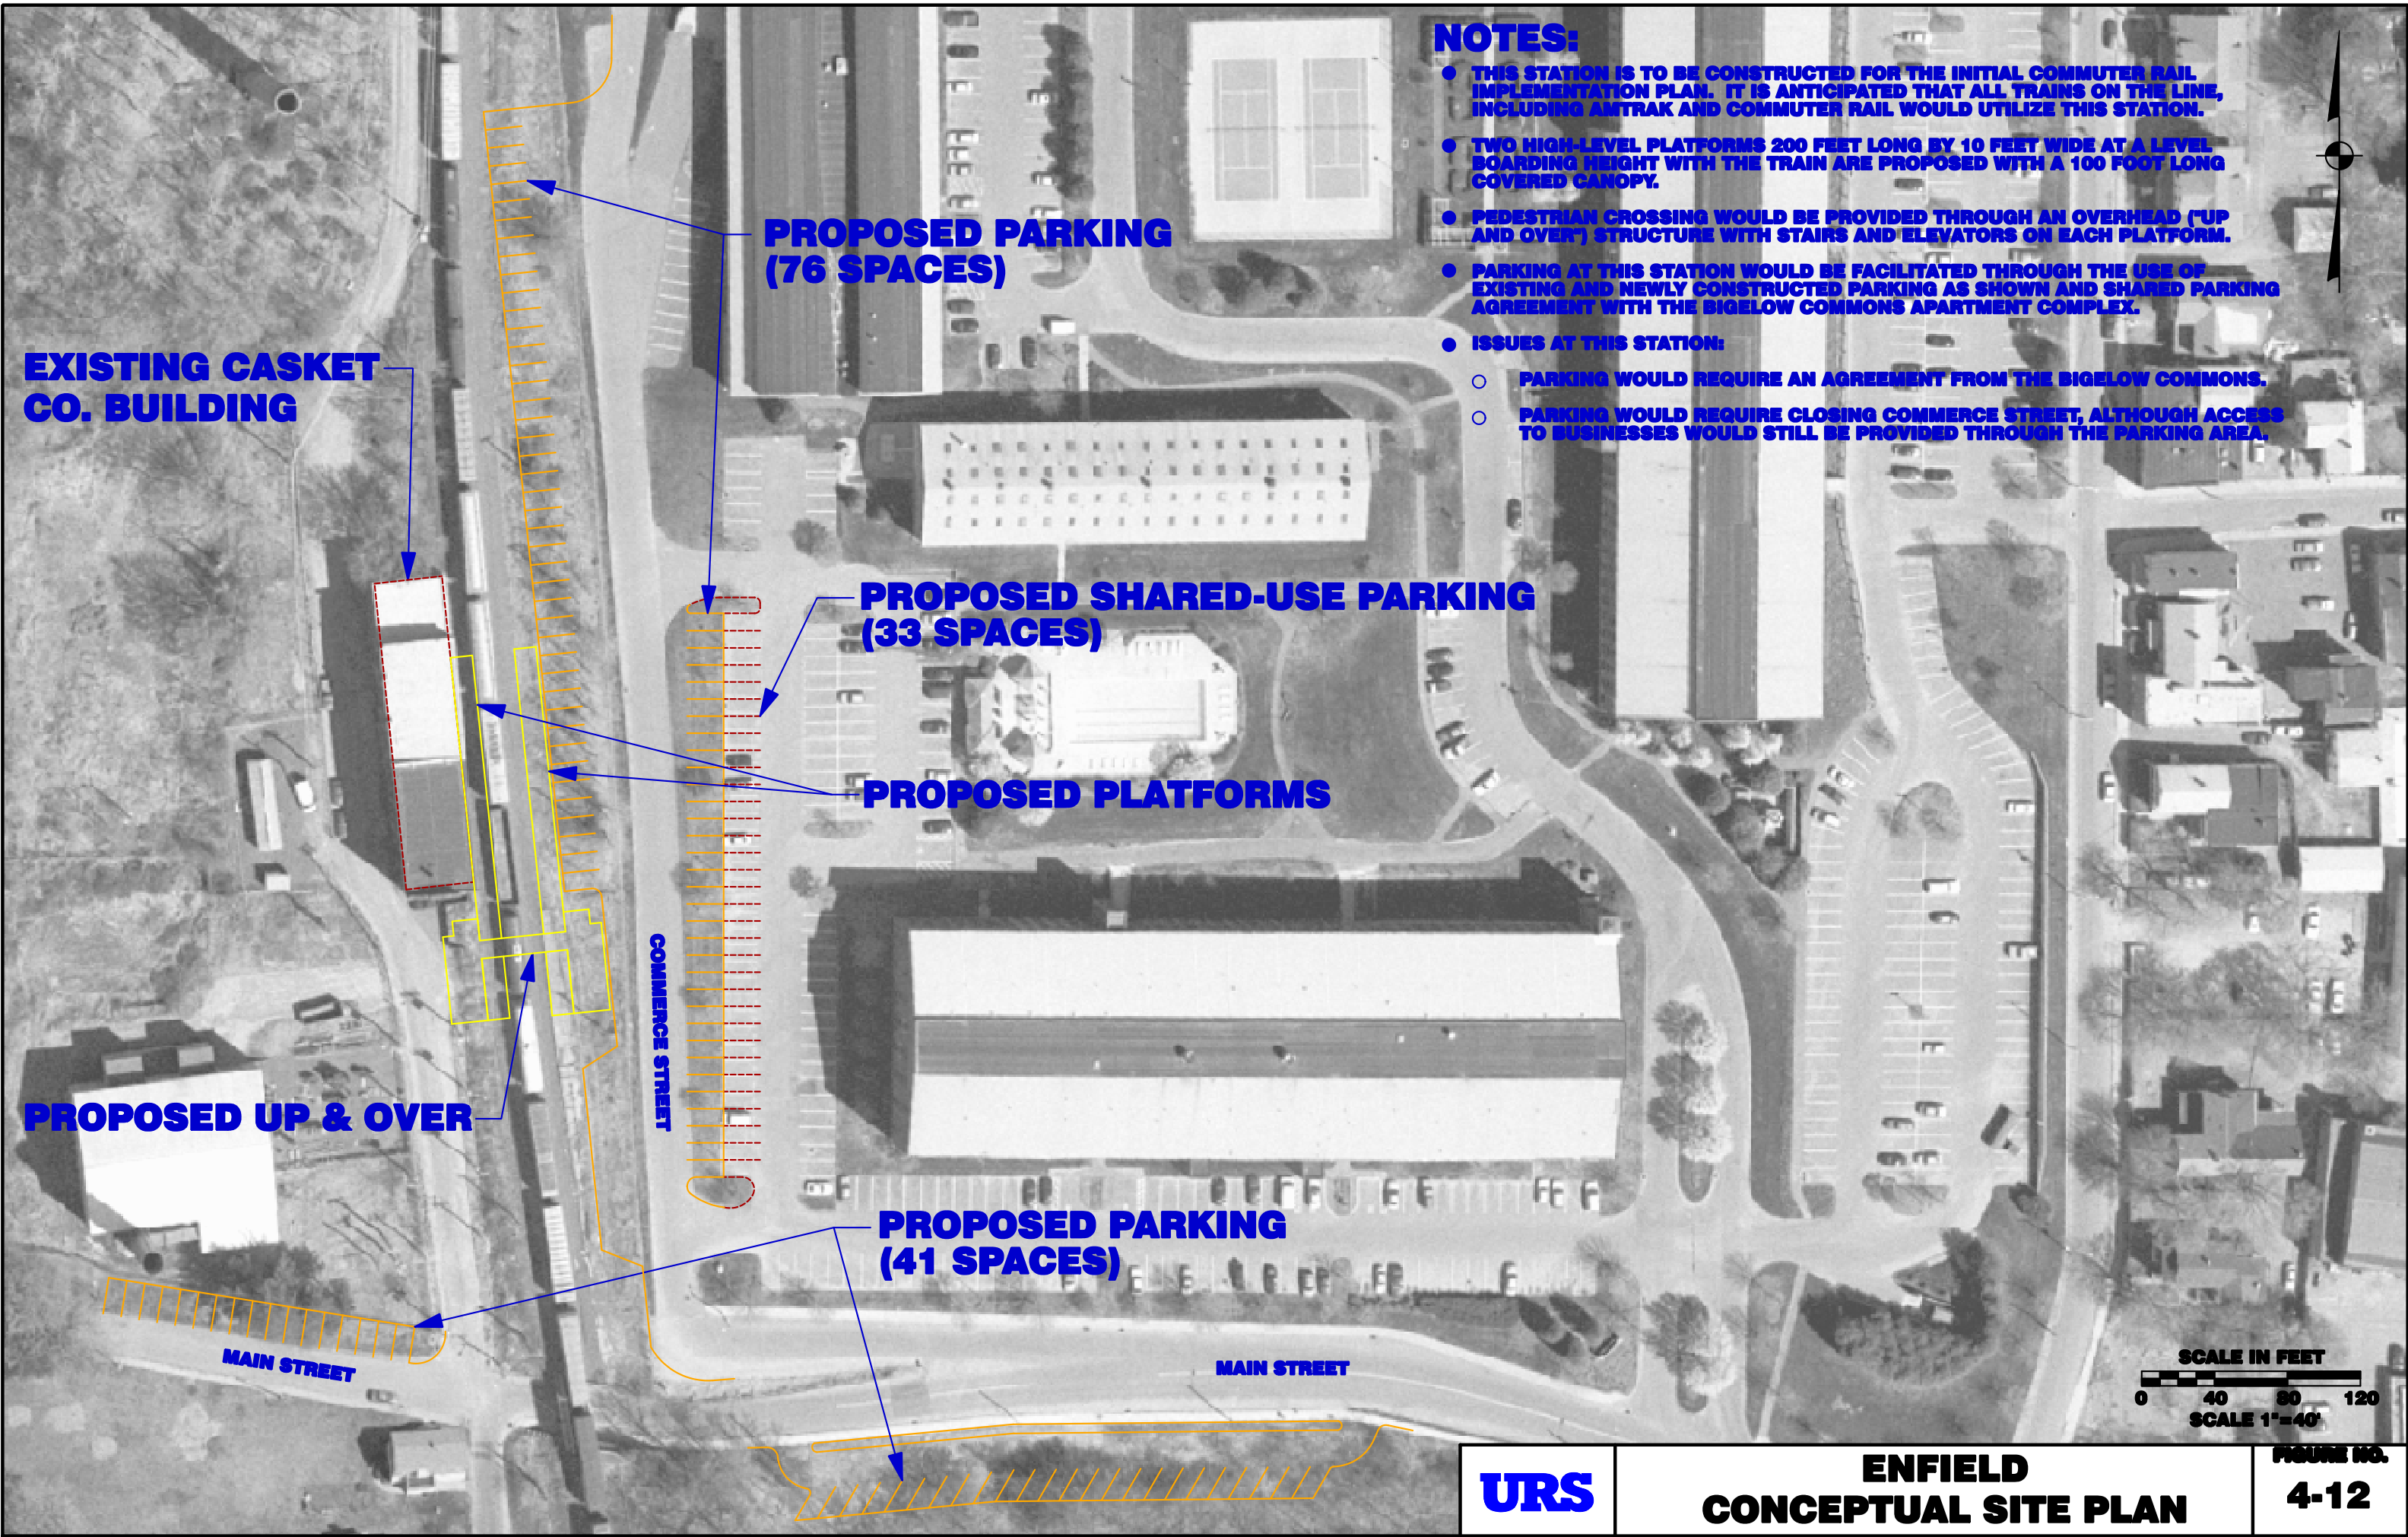 NOTES:
● THIS STATION IS TO BE CONSTRUCTED FOR THE INITIAL COMMUTER RAIL
IMPLEMENTATION PLAN. IT IS ANTICIPATED THAT ALL TRAINS ON THE LINE,
INCLUDING AMTRAK AND COMMUTER RAIL WOULD UTILIZE THIS STATION.
● TWO HIGH-LEVEL PLATFORMS 200 FEET LONG BY 10 FEET WIDE AT A LEVEL
BOARDING HEIGHT WITH THE TRAIN ARE PROPOSED WITH A 100 FOOT LONG
COVERED CANOPY.
● PEDESTRIAN CROSSING WOULD BE PROVIDED THROUGH AN OVERHEAD ("UP
AND OVER") STRUCTURE WITH STAIRS AND ELEVATORS ON EACH PLATFORM.
● PARKING AT THIS STATION WOULD BE FACILITATED THROUGH THE USE OF
EXISTING AND NEWLY CONSTRUCTED PARKING AS SHOWN AND SHARED PARKING
AGREEMENT WITH THE BIGELOW COMMONS APARTMENT COMPLEX.
● ISSUES AT THIS STATION:
○ PARKING WOULD REQUIRE AN AGREEMENT FROM THE BIGELOW COMMONS.
○ PARKING WOULD REQUIRE CLOSING COMMERCE STREET, ALTHOUGH ACCESS
TO BUSINESSES WOULD STILL BE PROVIDED THROUGH THE PARKING AREA.
PROPOSED PARKING
(76 SPACES)
EXISTING CASKET
CO. BUILDING
PROPOSED SHARED-USE PARKING
(33 SPACES)
PROPOSED PLATFORMS
COMMERCE STREET
PROPOSED UP & OVER
PROPOSED PARKING
(41 SPACES)
MAIN STREET
MAIN STREET
SCALE IN FEET
0 40 80 120
SCALE 1"=40'
URS
ENFIELD
CONCEPTUAL SITE PLAN
FIGURE NO.
4-12